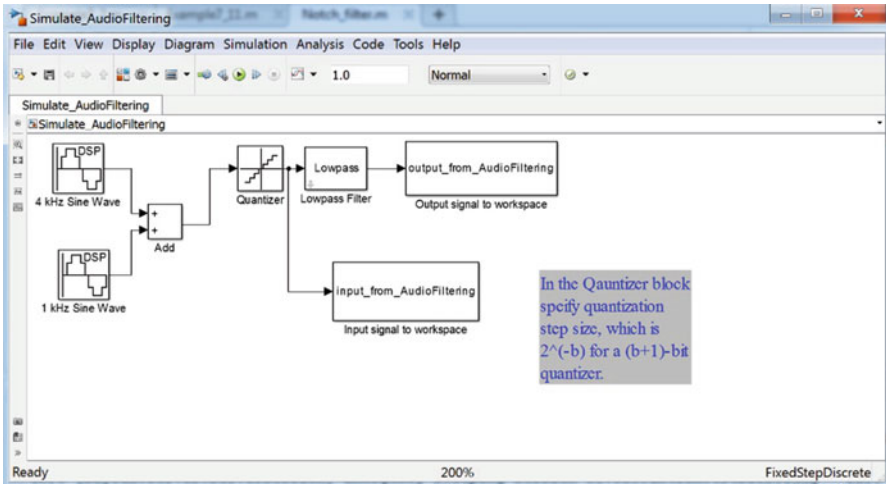 Simulate_AudioFiltering
Notch_filter.m
File Edit View Display Diagram Simulation Analysis Code Tools Help
1.0
Normal
Simulate_AudioFiltering
Simulate_AudioFiltering
DSP
4 kHz Sine Wave
+
+
Add
DSP
1 kHz Sine Wave
Quantizer
Lowpass
Lowpass Filter
output_from_AudioFiltering
Output signal to workspace
input_from_AudioFiltering
Input signal to workspace
In the Qauntizer block
speify quantization
step size, which is
2^(-b) for a (b+1)-bit
quantizer.
Ready
200%
FixedStepDiscrete